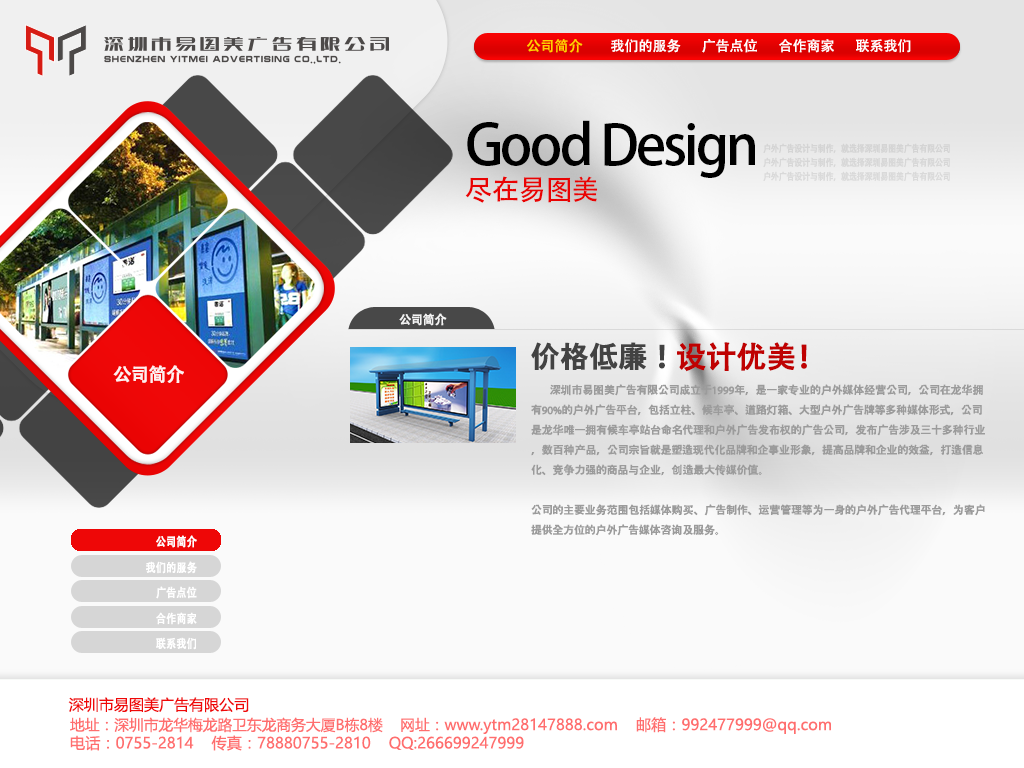 深圳市易图美广告有限公司
SHENZHEN YITMEI ADVERTISING CO.,LTD.
公司简介 我们的服务 广告点位 合作商家 联系我们
Good Design
尽在易图美
户外广告设计与制作，就选择深圳易图美广告有限公司
户外广告设计与制作，就选择深圳易图美广告有限公司
户外广告设计与制作，就选择深圳易图美广告有限公司
公司简介
公司简介
价格低廉！设计优美！
深圳市易图美广告有限公司成立于1999年，是一家专业的户外媒体经营公司，公司在龙华拥
有90%的户外广告平台，包括立柱、候车亭、道路灯箱、大型户外广告牌等多种媒体形式，公司
是龙华唯一拥有候车亭站台命名代理和户外广告发布权的广告公司，发布广告涉及三十多种行业
，数百种产品，公司宗旨就是塑造现代化品牌和企事业形象，提高品牌和企业的效益，打造信息
化、竞争力强的商品与企业，创造最大传媒价值。
公司的主要业务范围包括媒体购买、广告制作、运营管理等为一身的户外广告代理平台，为客户
提供全方位的户外广告媒体咨询及服务。
公司简介
我们的服务
广告点位
合作商家
联系我们
深圳市易图美广告有限公司
地址：深圳市龙华梅龙路卫东龙商务大厦B栋8楼 网址：www.ytm28147888.com 邮箱：992477999@qq.com
电话：0755-2814 传真：78880755-2810 QQ:266699247999